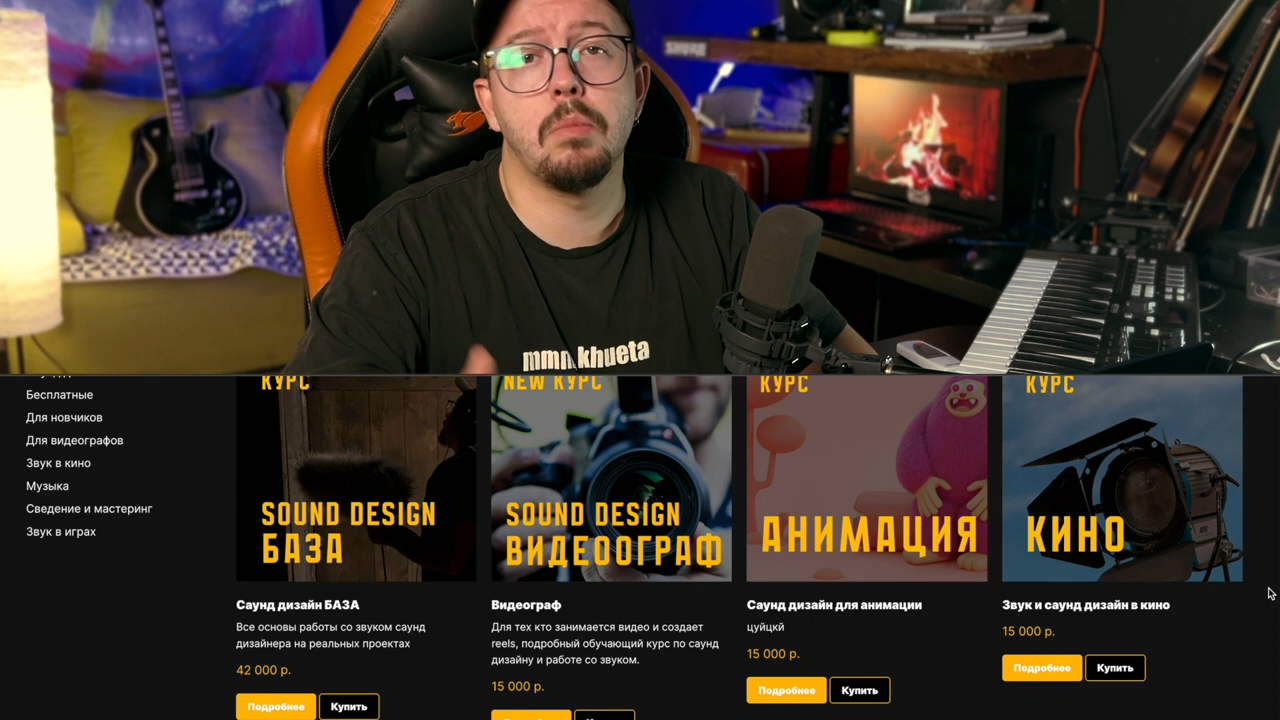 SHURE
mmn khueta
Бесплатные
Для новчиков
Для видеографов
Звук в кино
Музыка
Сведение и мастеринг
Звук в играх
КУРС
SOUND DESIGN
БАЗА
Саунд дизайн БАЗА
Все основы работы со звуком саунд
дизайнера на реальных проектах
42 000 р.
Подробнее
Купить
NEW КУРС
SOUND DESIGN
ВИДЕООГРАФ
Видеограф
Для тех кто занимается видео и создает
reels, подробный обучающий курс по саунд
дизайну и работе со звуком.
15 000 р.
КУРС
АНИМАЦИЯ
Саунд дизайн для анимации
цуйцкй
15 000 р.
Подробнее
Купить
КУРС
КИНО
Звук и саунд дизайн в кино
15 000 р.
Подробнее
Купить